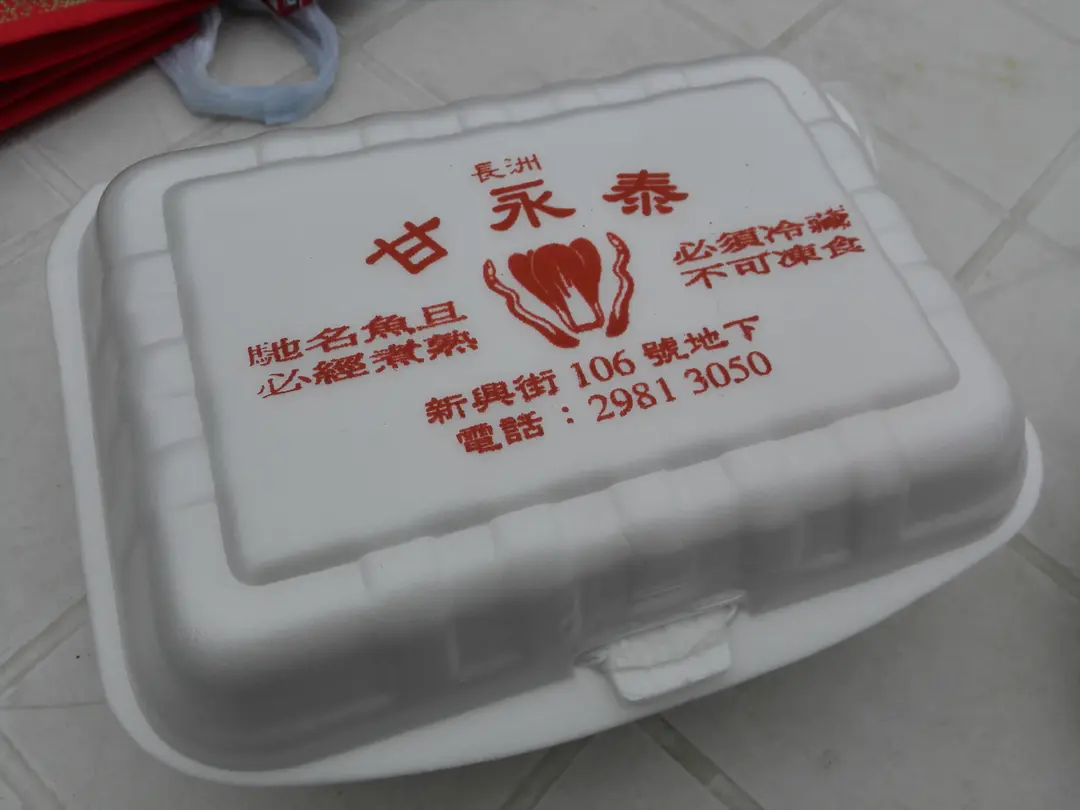 長洲
甘永泰
馳名魚旦
必經煮熟
必須冷藏
不可凍食
新興街 106 號地下
電話：2981 3050